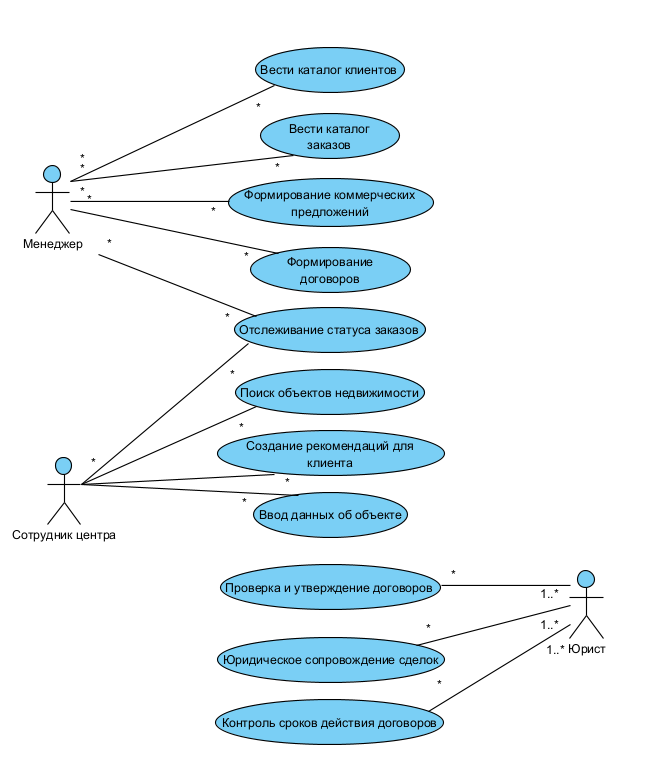 Вести каталог клиентов
*
Вести каталог
заказов
*
*
*
*
*
Формирование коммерческих
предложений
*
Менеджер
*
*
Формирование
договоров
*
Отслеживание статуса заказов
*
Поиск объектов недвижимости
*
Создание рекомендаций для
клиента
*
*
*
Ввод данных об объекте
Сотрудник центра
*
Проверка и утверждение договоров
1..*
*
1..*
Юридическое сопровождение сделок
1..*
Юрист
*
Контроль сроков действия договоров